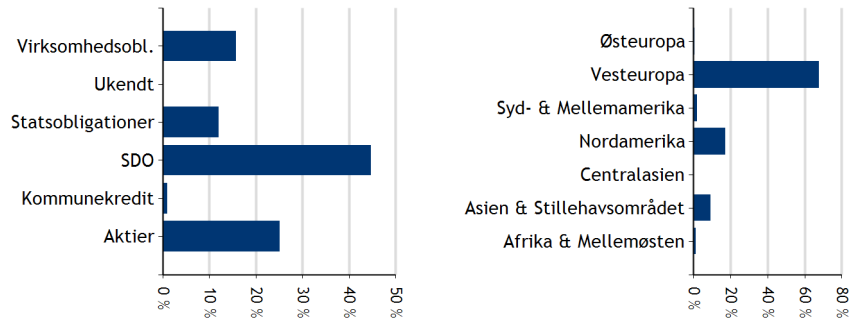 Virksomhedsobl.
Ukendt
Statsobligationer
SDO
Kommunekredit
Aktier
0 %
10 %
20 %
30 %
40 %
50 %
Østeuropa
Vesteuropa
Syd- & Mellemamerika
Nordamerika
Centralasien
Asien & Stillehavsområdet
Afrika & Mellemøsten
0 %
20 %
40 %
60 %
80 %